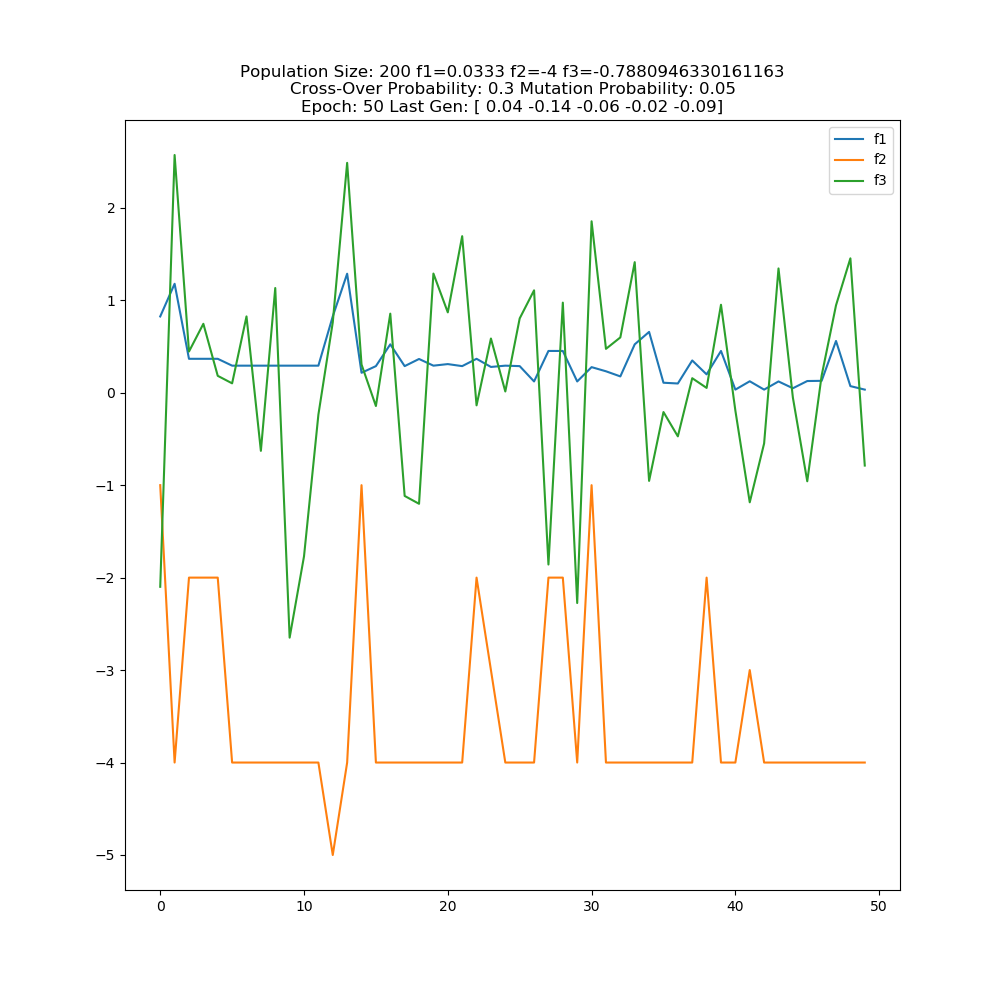 Population Size: 200 f1=0.0333 f2=-4 f3=-0.7880946330161163
Cross-Over Probability: 0.3 Mutation Probability: 0.05
Epoch: 50 Last Gen: [ 0.04 -0.14 -0.06 -0.02 -0.09]
f1
f2
f3
2
1
0
−1
−2
−3
−4
−5
0 10 20 30 40 50